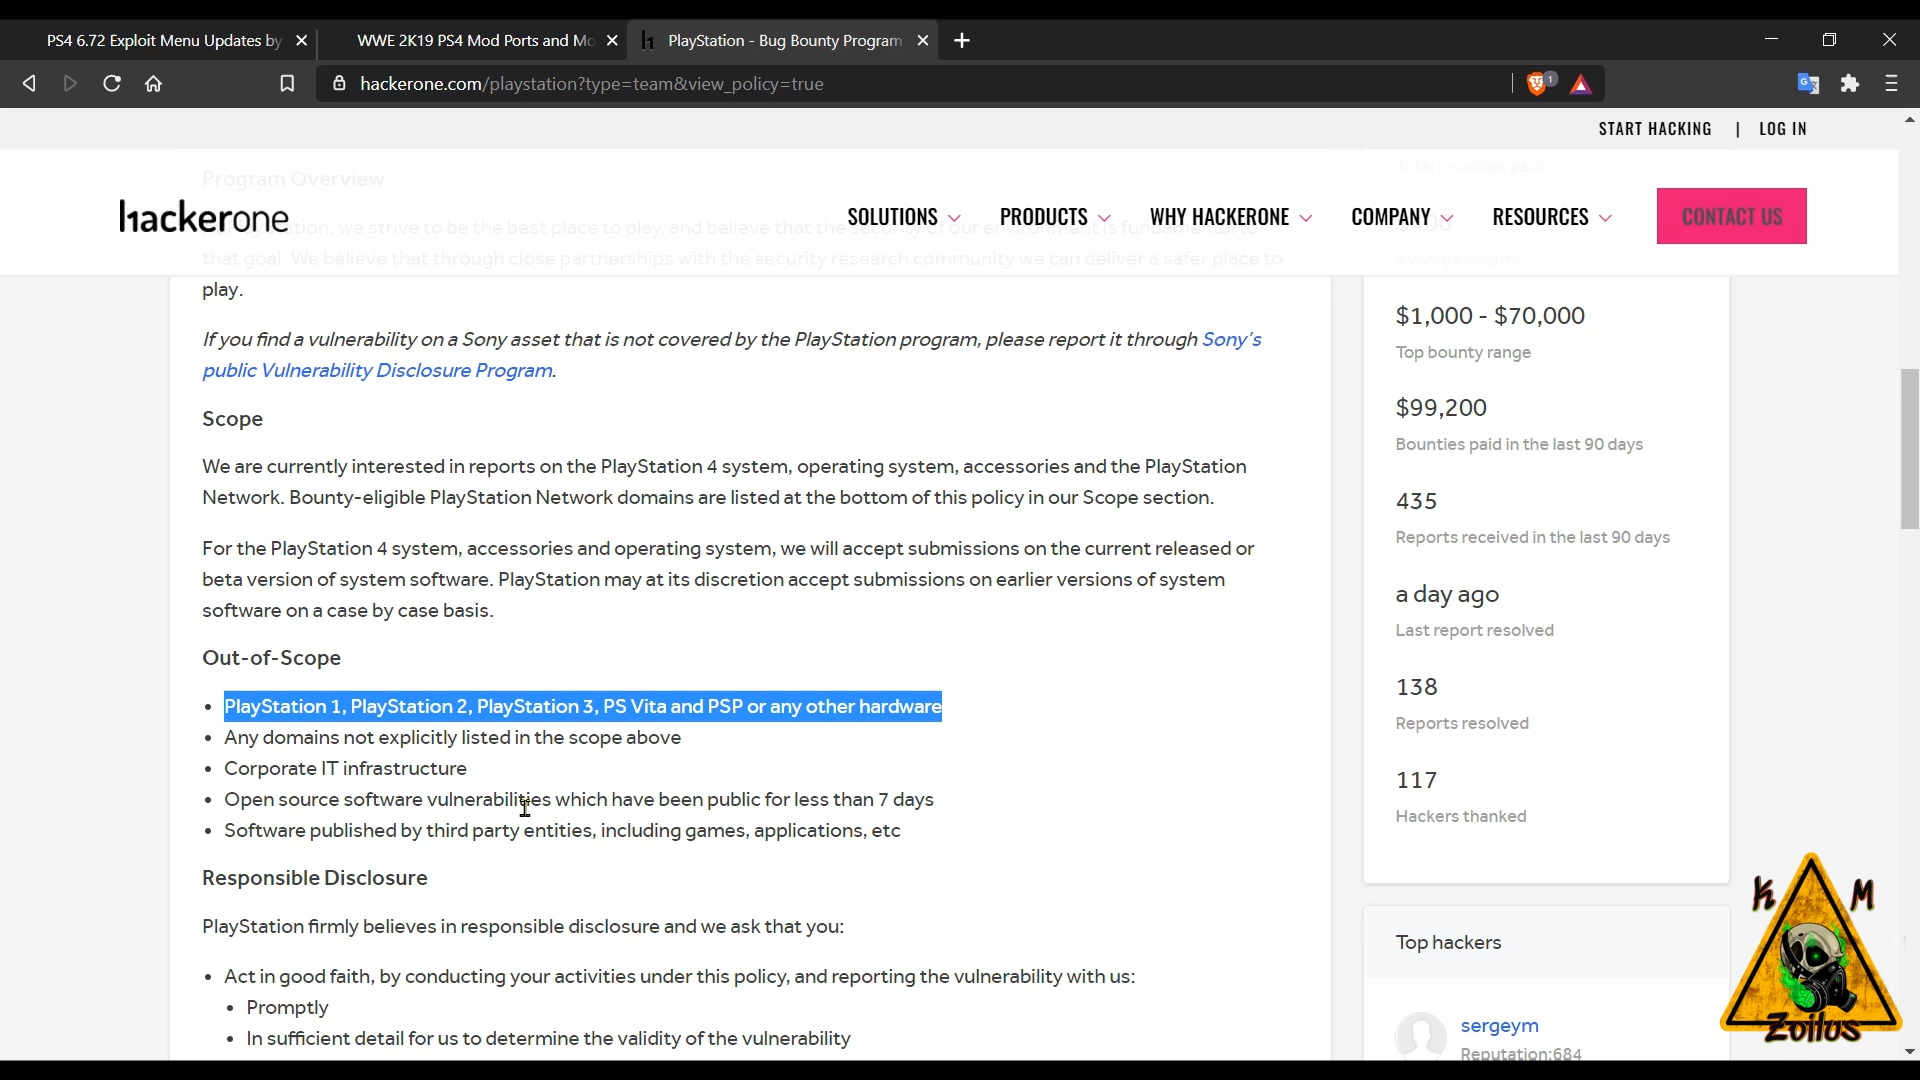 PS4 6.72 Exploit Menu Updates by
WWE 2K19 PS4 Mod Ports and Mo
PlayStation - Bug Bounty Program
hackerone.com/playstation?type=team&view_policy=true
1
START HACKING | LOG IN
Program Overview
Total bounties paid
hackerone
SOLUTIONS
PRODUCTS
WHY HACKERONE
COMPANY
RESOURCES
CONTACT US
we strive to be the best place to play, and believe that the security of our environment is fundamental to
that goal. We believe that through close partnerships with the security research community we can deliver a safer place to
play.
Average bounty
If you find a vulnerability on a Sony asset that is not covered by the PlayStation program, please report it through Sony's
public Vulnerability Disclosure Program.
Scope
We are currently interested in reports on the PlayStation 4 system, operating system, accessories and the PlayStation
Network. Bounty-eligible PlayStation Network domains are listed at the bottom of this policy in our Scope section.
For the PlayStation 4 system, accessories and operating system, we will accept submissions on the current released or
beta version of system software. PlayStation may at its discretion accept submissions on earlier versions of system
software on a case by case basis.
Out-of-Scope
• PlayStation 1, PlayStation 2, PlayStation 3, PS Vita and PSP or any other hardware
• Any domains not explicitly listed in the scope above
• Corporate IT infrastructure
• Open source software vulnerabilities which have been public for less than 7 days
• Software published by third party entities, including games, applications, etc
Responsible Disclosure
PlayStation firmly believes in responsible disclosure and we ask that you:
• Act in good faith, by conducting your activities under this policy, and reporting the vulnerability with us:
• Promptly
• In sufficient detail for us to determine the validity of the vulnerability
$1,000 - $70,000
Top bounty range
$99,200
Bounties paid in the last 90 days
435
Reports received in the last 90 days
a day ago
Last report resolved
138
Reports resolved
117
Hackers thanked
Top hackers
sergeym
Reputation:684
K M
Zoilus